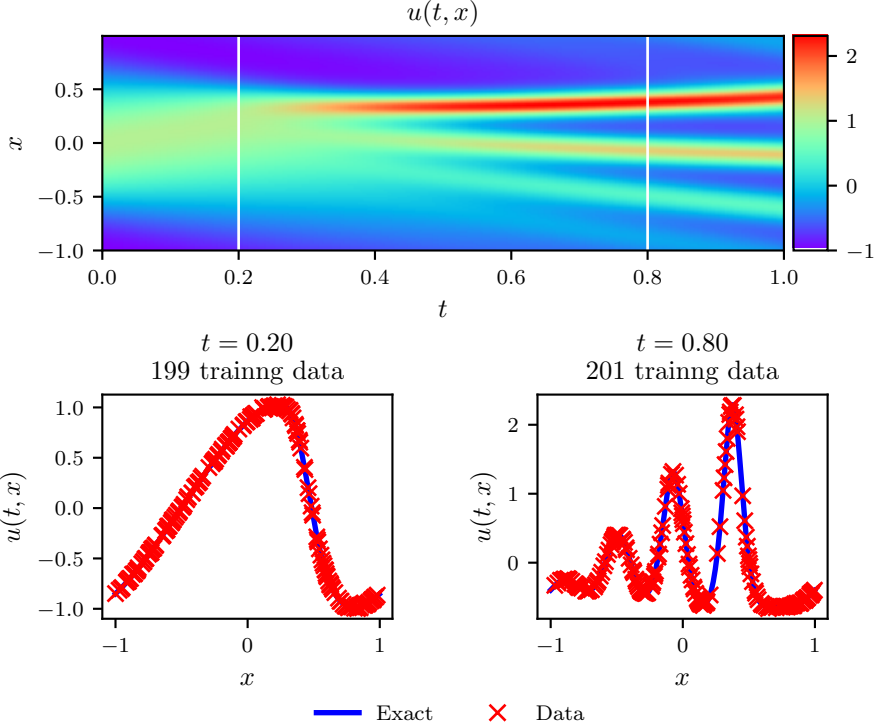 u(t, x)
x
0.5
0.0
−0.5
−1.0
0.0 0.2 0.4 0.6 0.8 1.0
t
2
1
0
−1
t = 0.20
199 trainng data
u(t, x)
1.0
0.5
0.0
−0.5
−1.0
−1 0 1
x
t = 0.80
201 trainng data
u(t, x)
2
1
0
−1 0 1
x
Exact Data